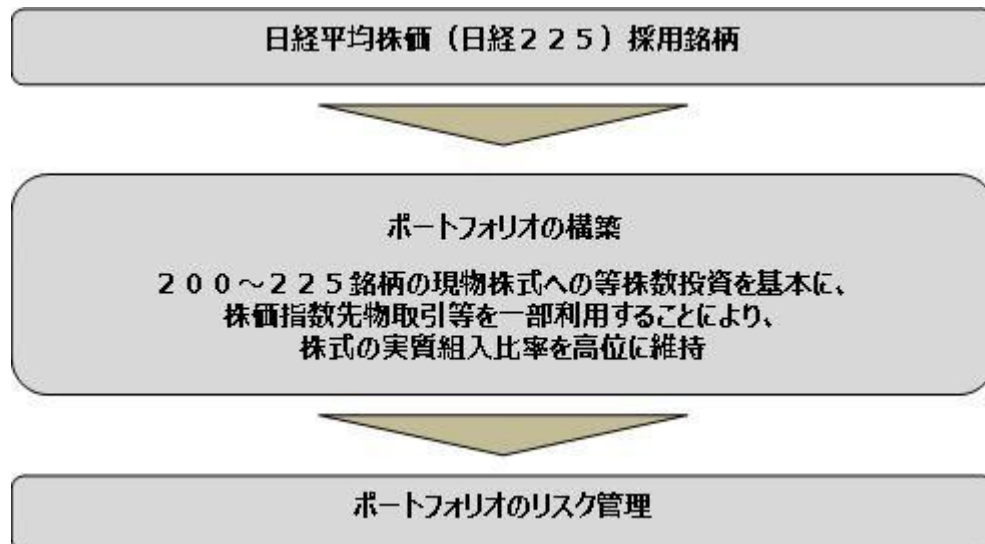 日経平均株価（日経２２５）採用銘柄
ポートフォリオの構築
２００～２２５銘柄の現物株式への等株数投資を基本に、
株価指数先物取引等を一部利用することにより、
株式の実質組入比率を高位に維持
ポートフォリオのリスク管理